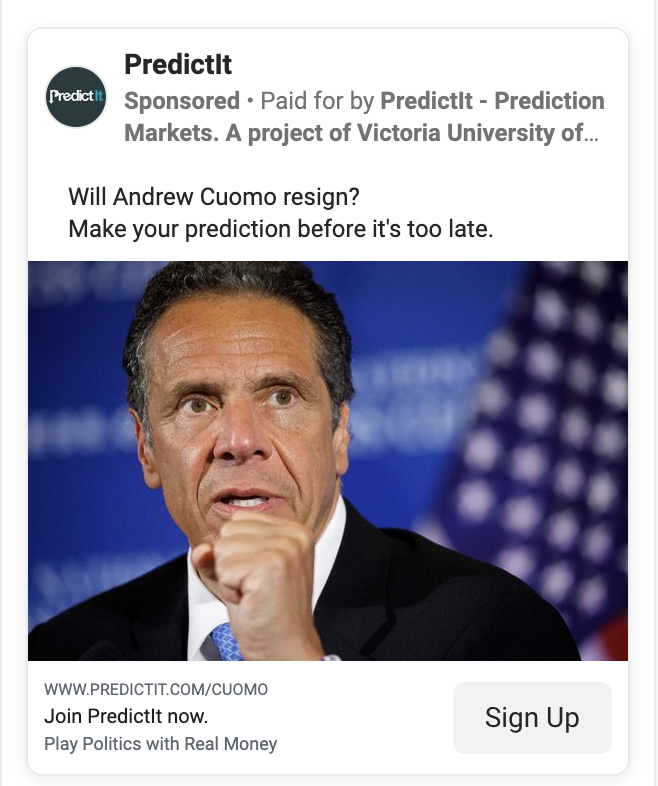 PredictIt
PredictIt
Sponsored • Paid for by PredictIt - Prediction
Markets. A project of Victoria University of...
Will Andrew Cuomo resign?
Make your prediction before it's too late.
WWW.PREDICTIT.COM/CUOMO
Join PredictIt now.
Play Politics with Real Money
Sign Up